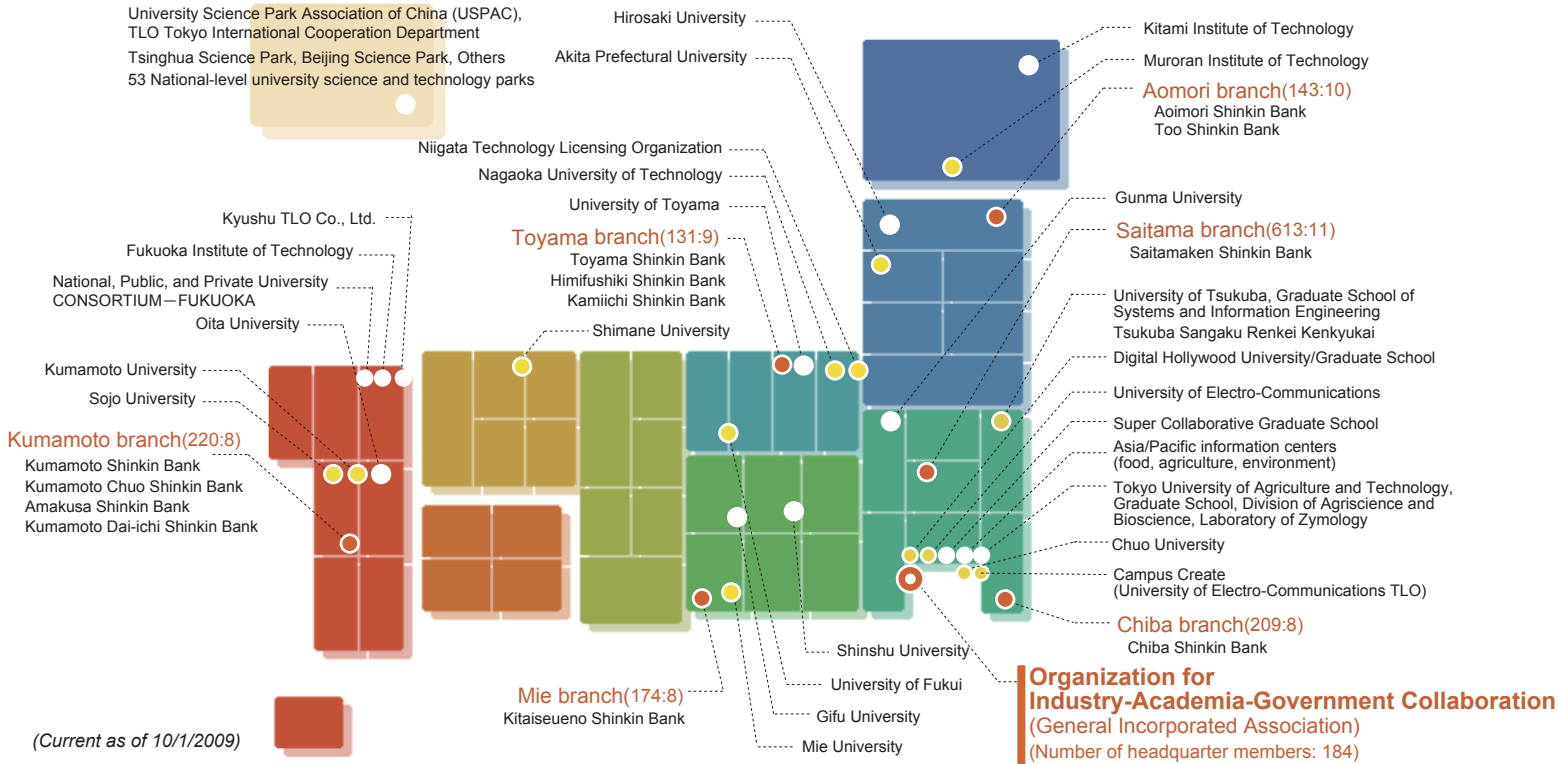 University Science Park Association of China (USPAC),
TLO Tokyo International Cooperation Department
Tsinghua Science Park, Beijing Science Park, Others
53 National-level university science and technology parks
Hirosaki University
Akita Prefectural University
Kitami Institute of Technology
Muroran Institute of Technology
Aomori branch(143:10)
Aoimori Shinkin Bank
Too Shinkin Bank
Niigata Technology Licensing Organization
Nagaoka University of Technology
University of Toyama
Toyama branch(131:9)
Toyama Shinkin Bank
Himifushiki Shinkin Bank
Kamiichi Shinkin Bank
Shimane University
Gunma University
Saitama branch(613:11)
Saitamaken Shinkin Bank
Kyushu TLO Co., Ltd.
Fukuoka Institute of Technology
National, Public, and Private University
CONSORTIUM－FUKUOKA
Oita University
Kumamoto University
Sojo University
Kumamoto branch(220:8)
Kumamoto Shinkin Bank
Kumamoto Chuo Shinkin Bank
Amakusa Shinkin Bank
Kumamoto Dai-ichi Shinkin Bank
University of Tsukuba, Graduate School of
Systems and Information Engineering
Tsukuba Sangaku Renkei Kenkyukai
Digital Hollywood University/Graduate School
University of Electro-Communications
Super Collaborative Graduate School
Asia/Pacific information centers
(food, agriculture, environment)
Tokyo University of Agriculture and Technology,
Graduate School, Division of Agriscience and
Bioscience, Laboratory of Zymology
Chuo University
Campus Create
(University of Electro-Communications TLO)
Chiba branch(209:8)
Chiba Shinkin Bank
Shinshu University
University of Fukui
Gifu University
Mie University
Mie branch(174:8)
Kitaiseueno Shinkin Bank
Organization for
Industry-Academia-Government Collaboration
(General Incorporated Association)
(Number of headquarter members: 184)
(Current as of 10/1/2009)